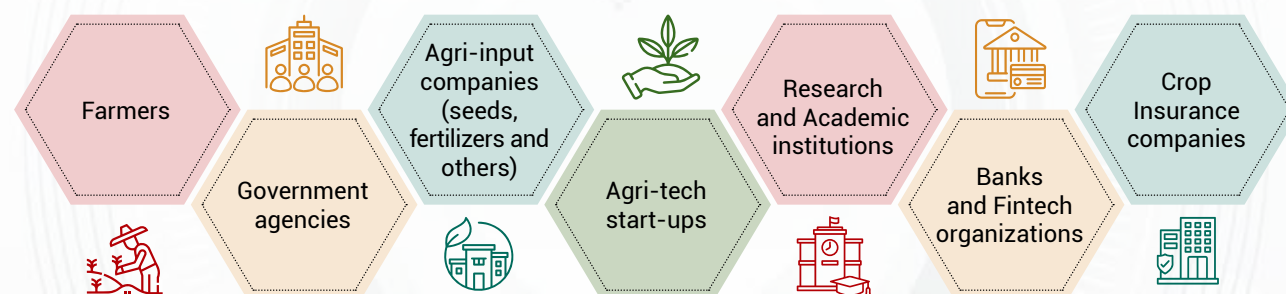 Farmers
Government
agencies
Agri-input
companies
(seeds,
fertilizers and
others)
Agri-tech
start-ups
Research
and Academic
institutions
Banks
and Fintech
organizations
Crop
Insurance
companies